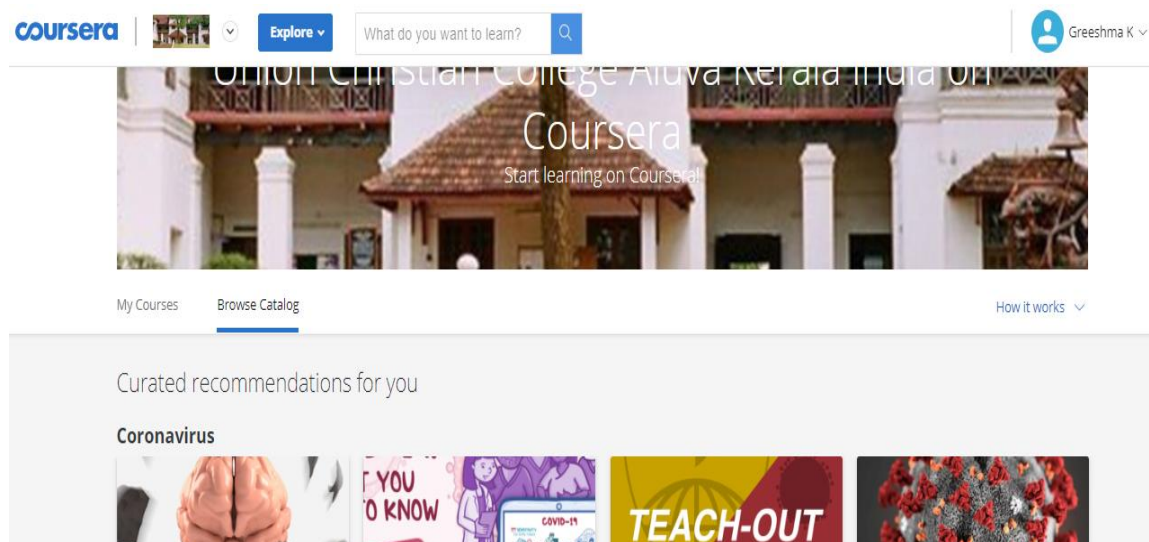 coursera
Explore
What do you want to learn?
Greeshma K
Union Christian College Aluva Kerala India on
Coursera
Start learning on Coursera!
My Courses
Browse Catalog
How it works
Curated recommendations for you
Coronavirus
YOU
O KNOW
COVID-19
TEACH-OUT